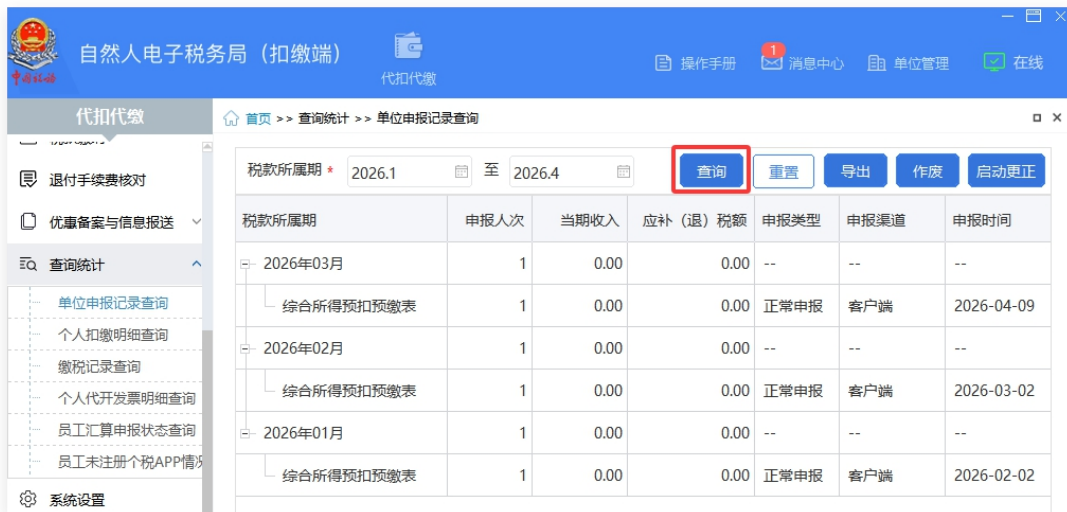 自然人电子税务局（扣缴端）
代扣代缴
操作手册
1
消息中心
单位管理
在线
代扣代缴
首页 >> 查询统计 >> 单位申报记录查询
退付手续费核对
优惠备案与信息报送
查询统计
单位申报记录查询
个人扣缴明细查询
缴税记录查询
个人代开发票明细查询
员工汇算申报状态查询
员工未注册个税APP情况
系统设置
税款所属期 * 2026.1 至 2026.4 查询 重置 导出 作废 启动更正
税款所属期 申报人次 当期收入 应补（退）税额 申报类型 申报渠道 申报时间
2026年03月 1 0.00 0.00 -- -- --
综合所得预扣预缴表 1 0.00 0.00 正常申报 客户端 2026-04-09
2026年02月 1 0.00 0.00 -- -- --
综合所得预扣预缴表 1 0.00 0.00 正常申报 客户端 2026-03-02
2026年01月 1 0.00 0.00 -- -- --
综合所得预扣预缴表 1 0.00 0.00 正常申报 客户端 2026-02-02